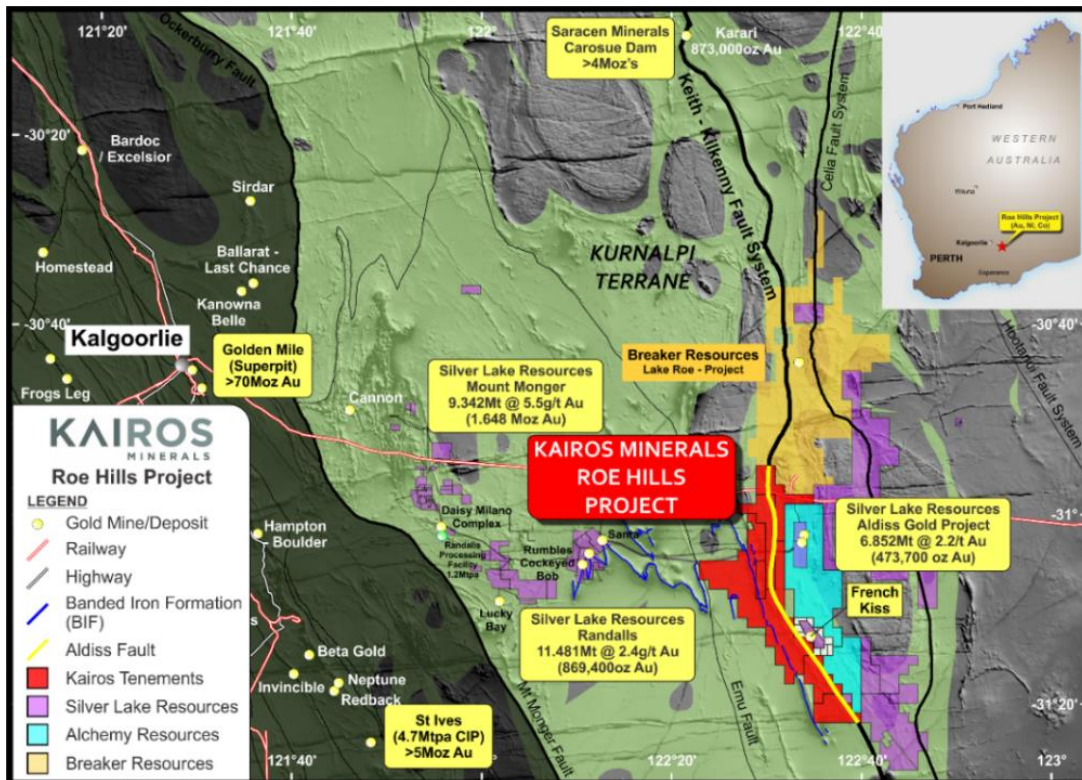 121°20'
121°40'
122°
122°40'
Ockerburry Fault
Saracen Minerals
Carosue Dam
>4Moz's
Karari
873,000oz Au
Keith - Kilkenny Fault System
Celia Fault System
Port Hedland
WESTERN
AUSTRALIA
Wiluna
Kalgoorlie
Roe Hills Project
(Au, Ni, Co)
PERTH
Esperance
-30°20'
Bardoc
/ Excelsior
Sirdar
Homestead
Ballarat -
Last Chance
Kanowna
Belle
KURNALPI
TERRANE
-30°40'
-30°40'
Kalgoorlie
Golden Mile
(Superpit)
>70Moz Au
Frogs Leg
Cannon
Silver Lake Resources
Mount Monger
9.342Mt @ 5.5g/t Au
(1.648 Moz Au)
Breaker Resources
Lake Roe - Project
Hootanui Fault System
KAIROS MINERALS
ROE HILLS
PROJECT
KAIROS
MINERALS
Roe Hills Project
LEGEND
Gold Mine/Deposit
Railway
Highway
Banded Iron Formation
(BIF)
Aldiss Fault
Kairos Tenements
Silver Lake Resources
Alchemy Resources
Breaker Resources
Hampton
Boulder
Daisy Milano
Complex
Randalls
Processing
Facility
1.2Mtpa
Santa
Rumbles
Cockeyed
Bob
Lucky
Bay
-31°
Silver Lake Resources
Aldiss Gold Project
6.852Mt @ 2.2/t Au
(473,700 oz Au)
French
Kiss
Silver Lake Resources
Randalls
11.481Mt @ 2.4g/t Au
(869,400oz Au)
Beta Gold
Invincible
Neptune
Redback
St Ives
(4.7Mtpa CIP)
>5Moz Au
Mt Monger Fault
Emu Fault
-31°20'
121°40'
122°
122°20'
122°40'
123°